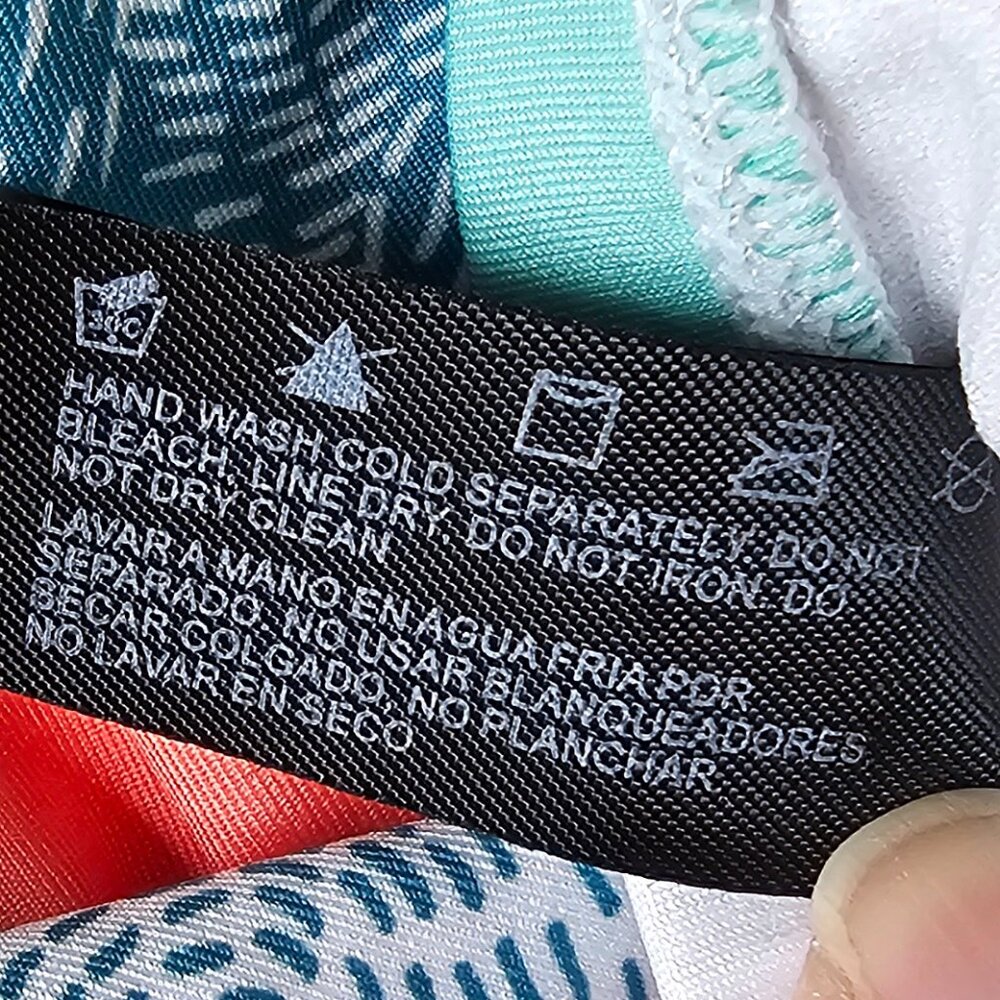 30C
HAND WASH COLD SEPARATELY. DO NOT
BLEACH. LINE DRY. DO NOT IRON. DO
NOT DRY CLEAN
LAVAR A MANO EN AGUA FRIA POR
SEPARADO. NO USAR BLANQUEADORES
SECAR COLGADO, NO PLANCHAR
NO LAVAR EN SECO